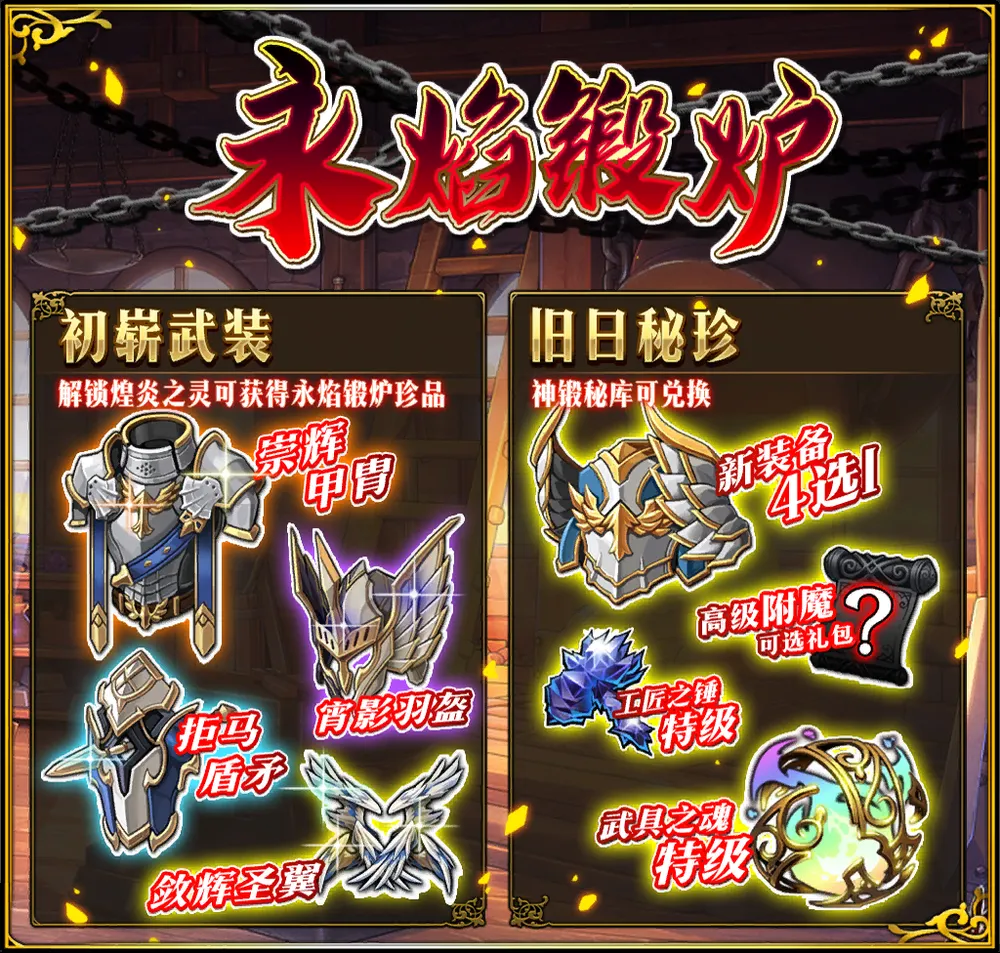 永焰锻炉
初崭武装
解锁煌炎之灵可获得永焰锻炉珍品
崇辉
甲胄
宵影羽盔
拒马
盾矛
敛辉圣翼
旧日秘珍
神锻秘库可兑换
新装备
4选1
高级附魔
可选礼包
?
工匠之锤
特级
武具之魂
特级